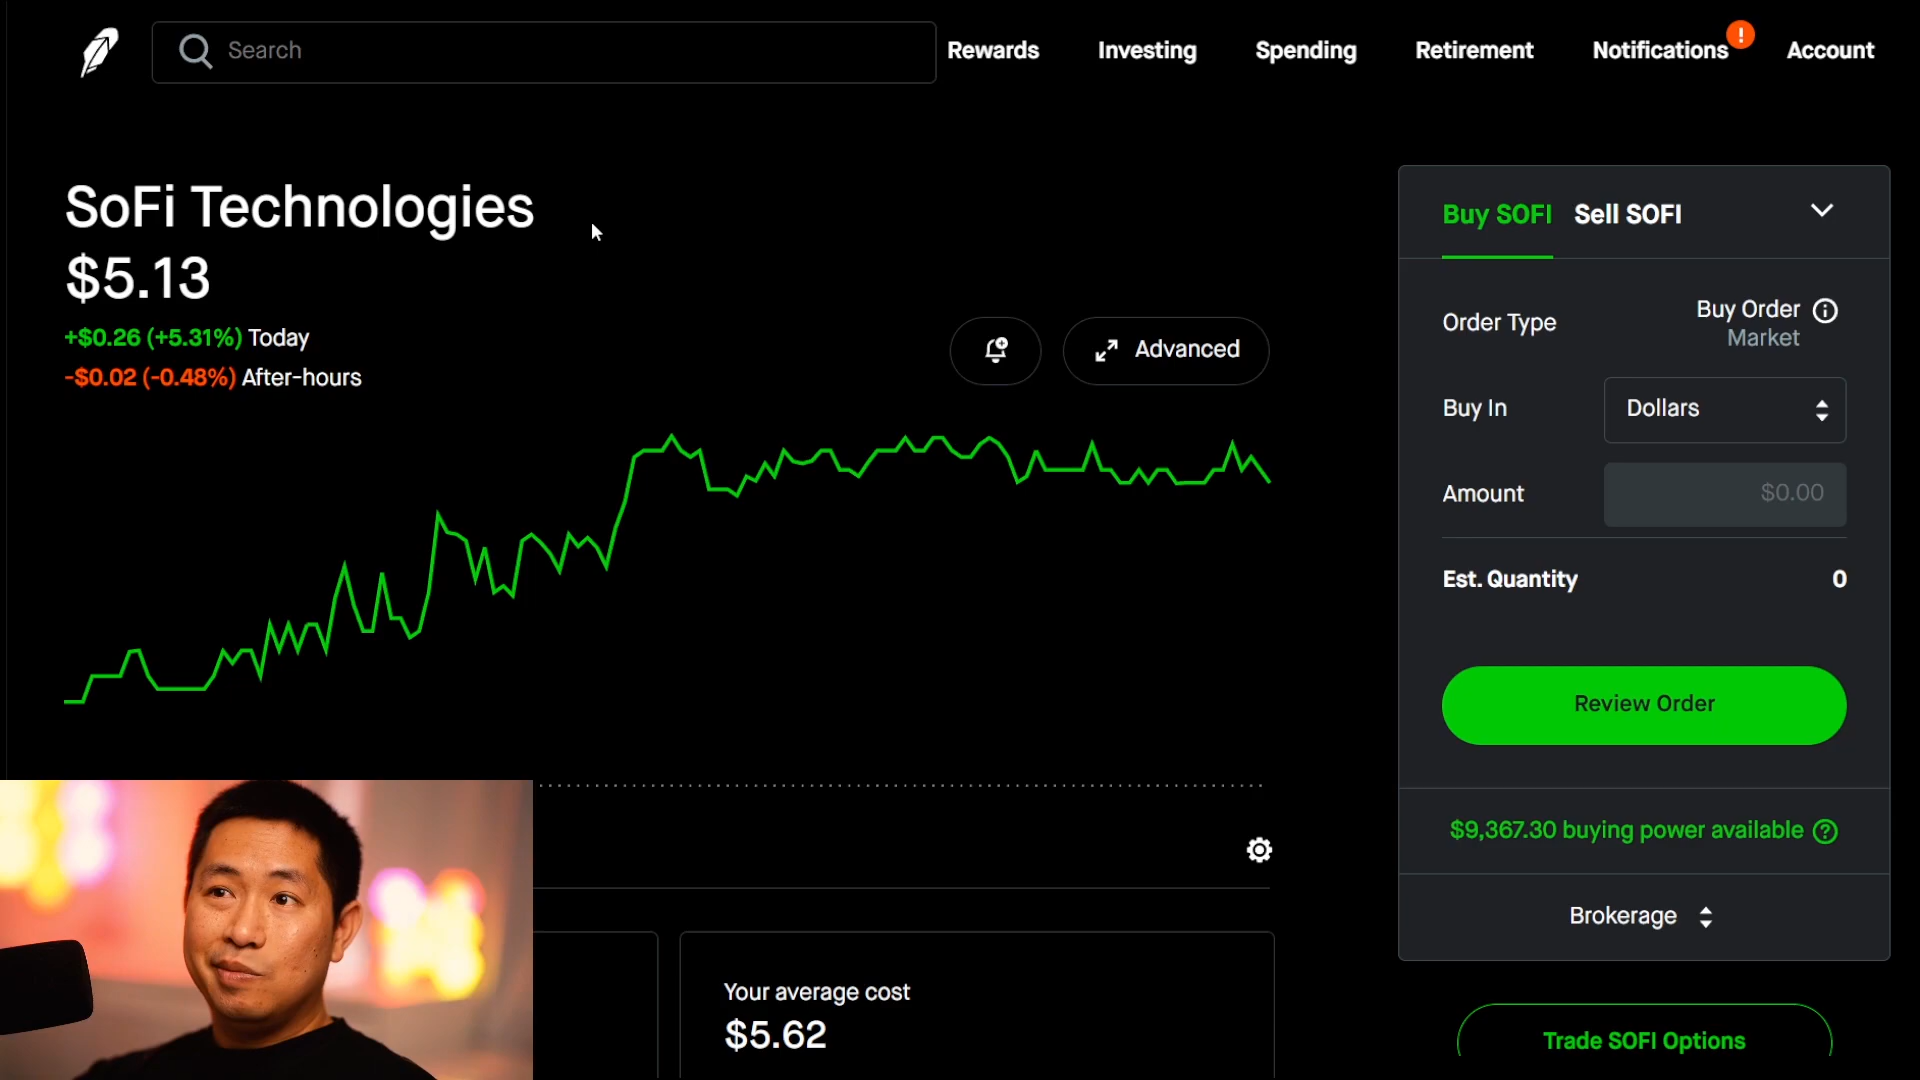 Search
Rewards
Investing
Spending
Retirement
Notifications
!
Account
SoFi Technologies
$5.13
+$0.26 (+5.31%) Today
-$0.02 (-0.48%) After-hours
Advanced
Buy SOFI
Sell SOFI
Order Type
Buy Order
Market
Buy In
Dollars
Amount
$0.00
Est. Quantity
0
Review Order
$9,367.30 buying power available
Brokerage
Your average cost
$5.62
Trade SOFI Options